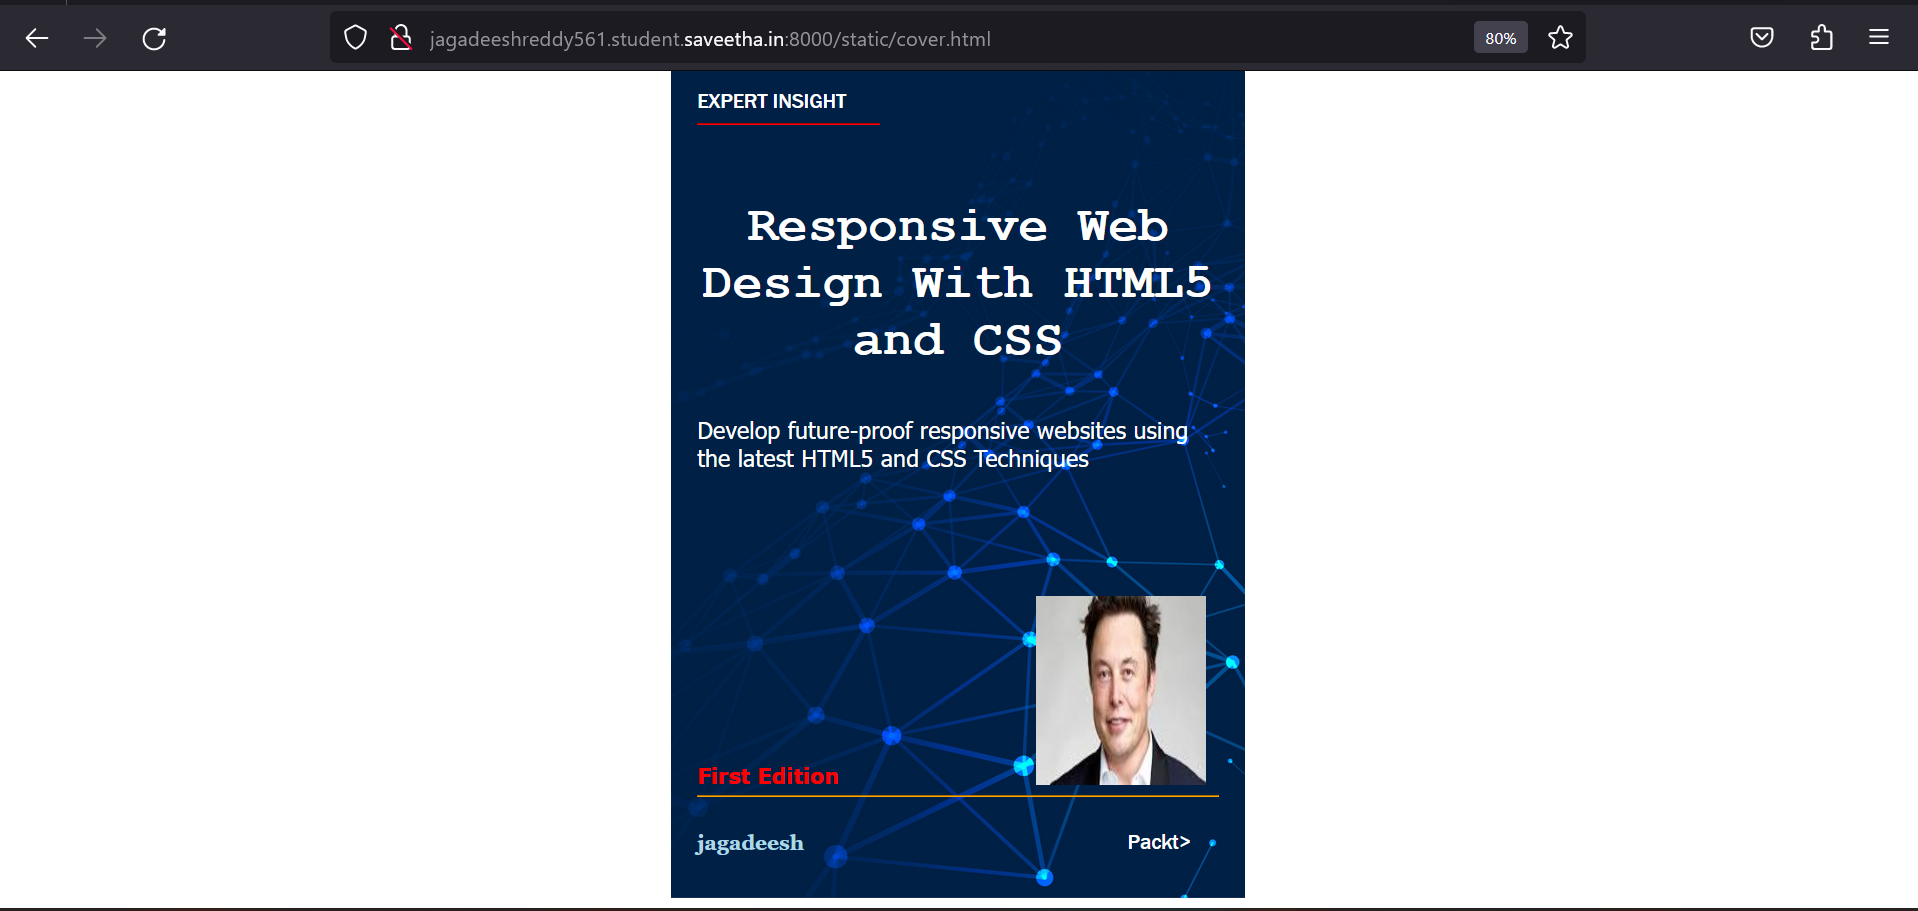 jagadeeshreddy561.student.saveetha.in:8000/static/cover.html
80%
EXPERT INSIGHT
Responsive Web
Design With HTML5
and CSS
Develop future-proof responsive websites using
the latest HTML5 and CSS Techniques
First Edition
jagadeesh
Packt>